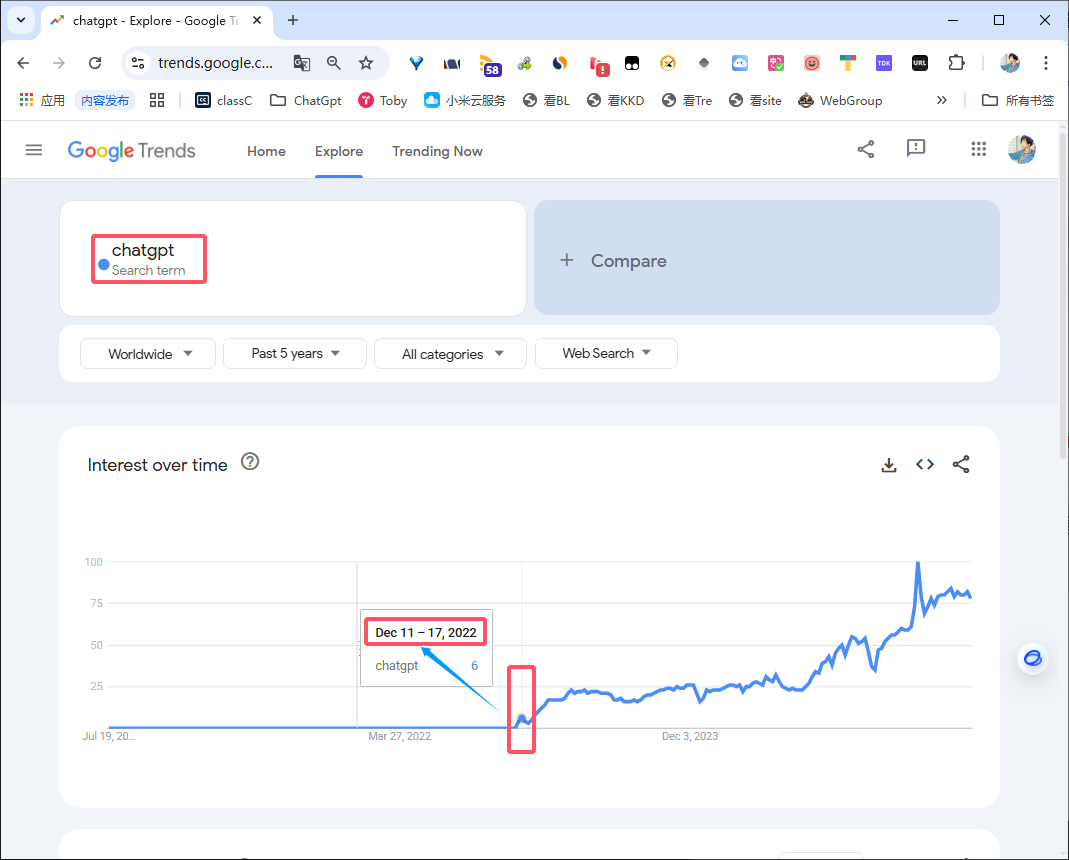 chatgpt - Explore - Google Tr
trends.google.c...
58
TDK
URL
应用
内容发布
classC
ChatGpt
Toby
小米云服务
看BL
看KKD
看Tre
看site
WebGroup
所有书签
Google Trends
Home
Explore
Trending Now
chatgpt
Search term
+ Compare
Worldwide
Past 5 years
All categories
Web Search
Interest over time
100
75
50
25
Dec 11 – 17, 2022
chatgpt 6
Jul 19, 20...
Mar 27, 2022
Dec 3, 2023